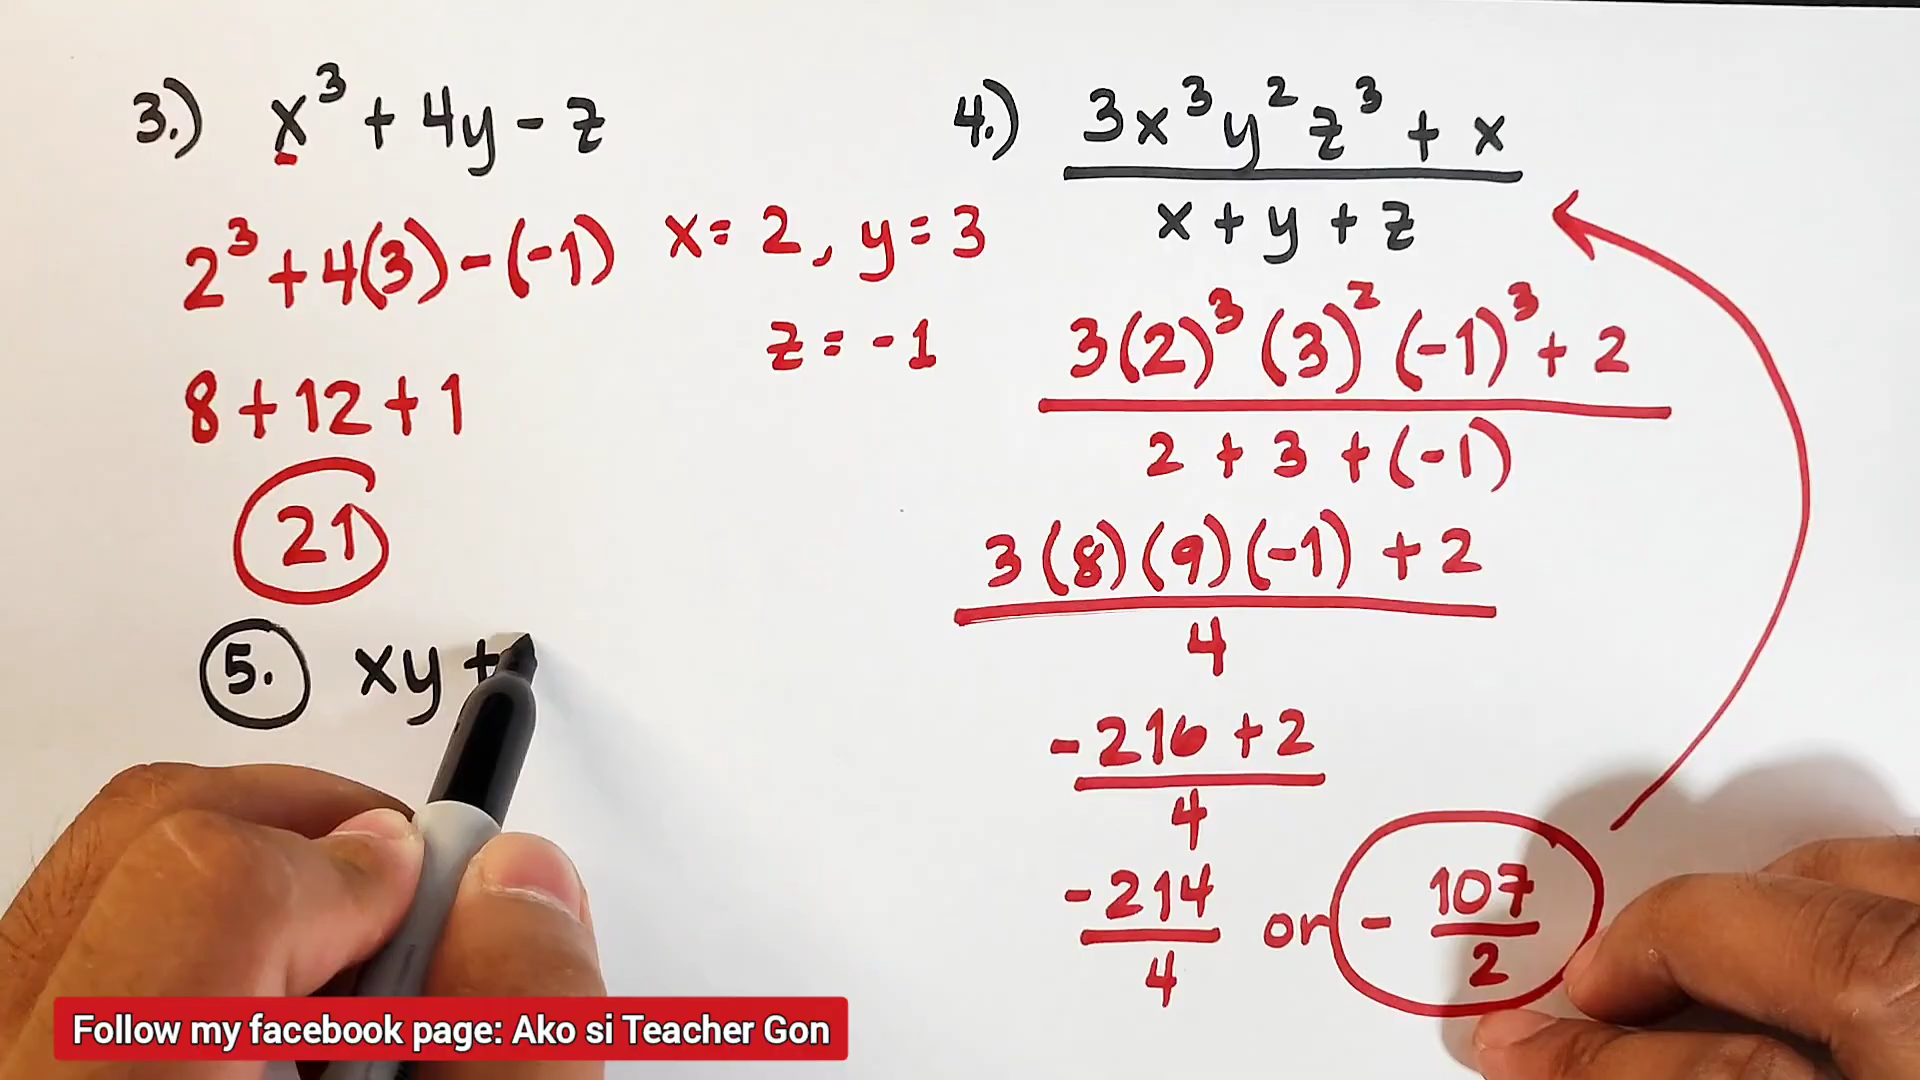 3.) x³ + 4y - z
2³ + 4(3) - (-1)
8 + 12 + 1
21
x = 2, y = 3
z = -1
5. xy +
4.) 3x³y²z³ + x
x + y + z
3(2)³(3)²(-1)³ + 2
2 + 3 + (-1)
3(8)(9)(-1) + 2
4
-216 + 2
4
-214 or - 107
4 2
Follow my facebook page: Ako si Teacher Gon